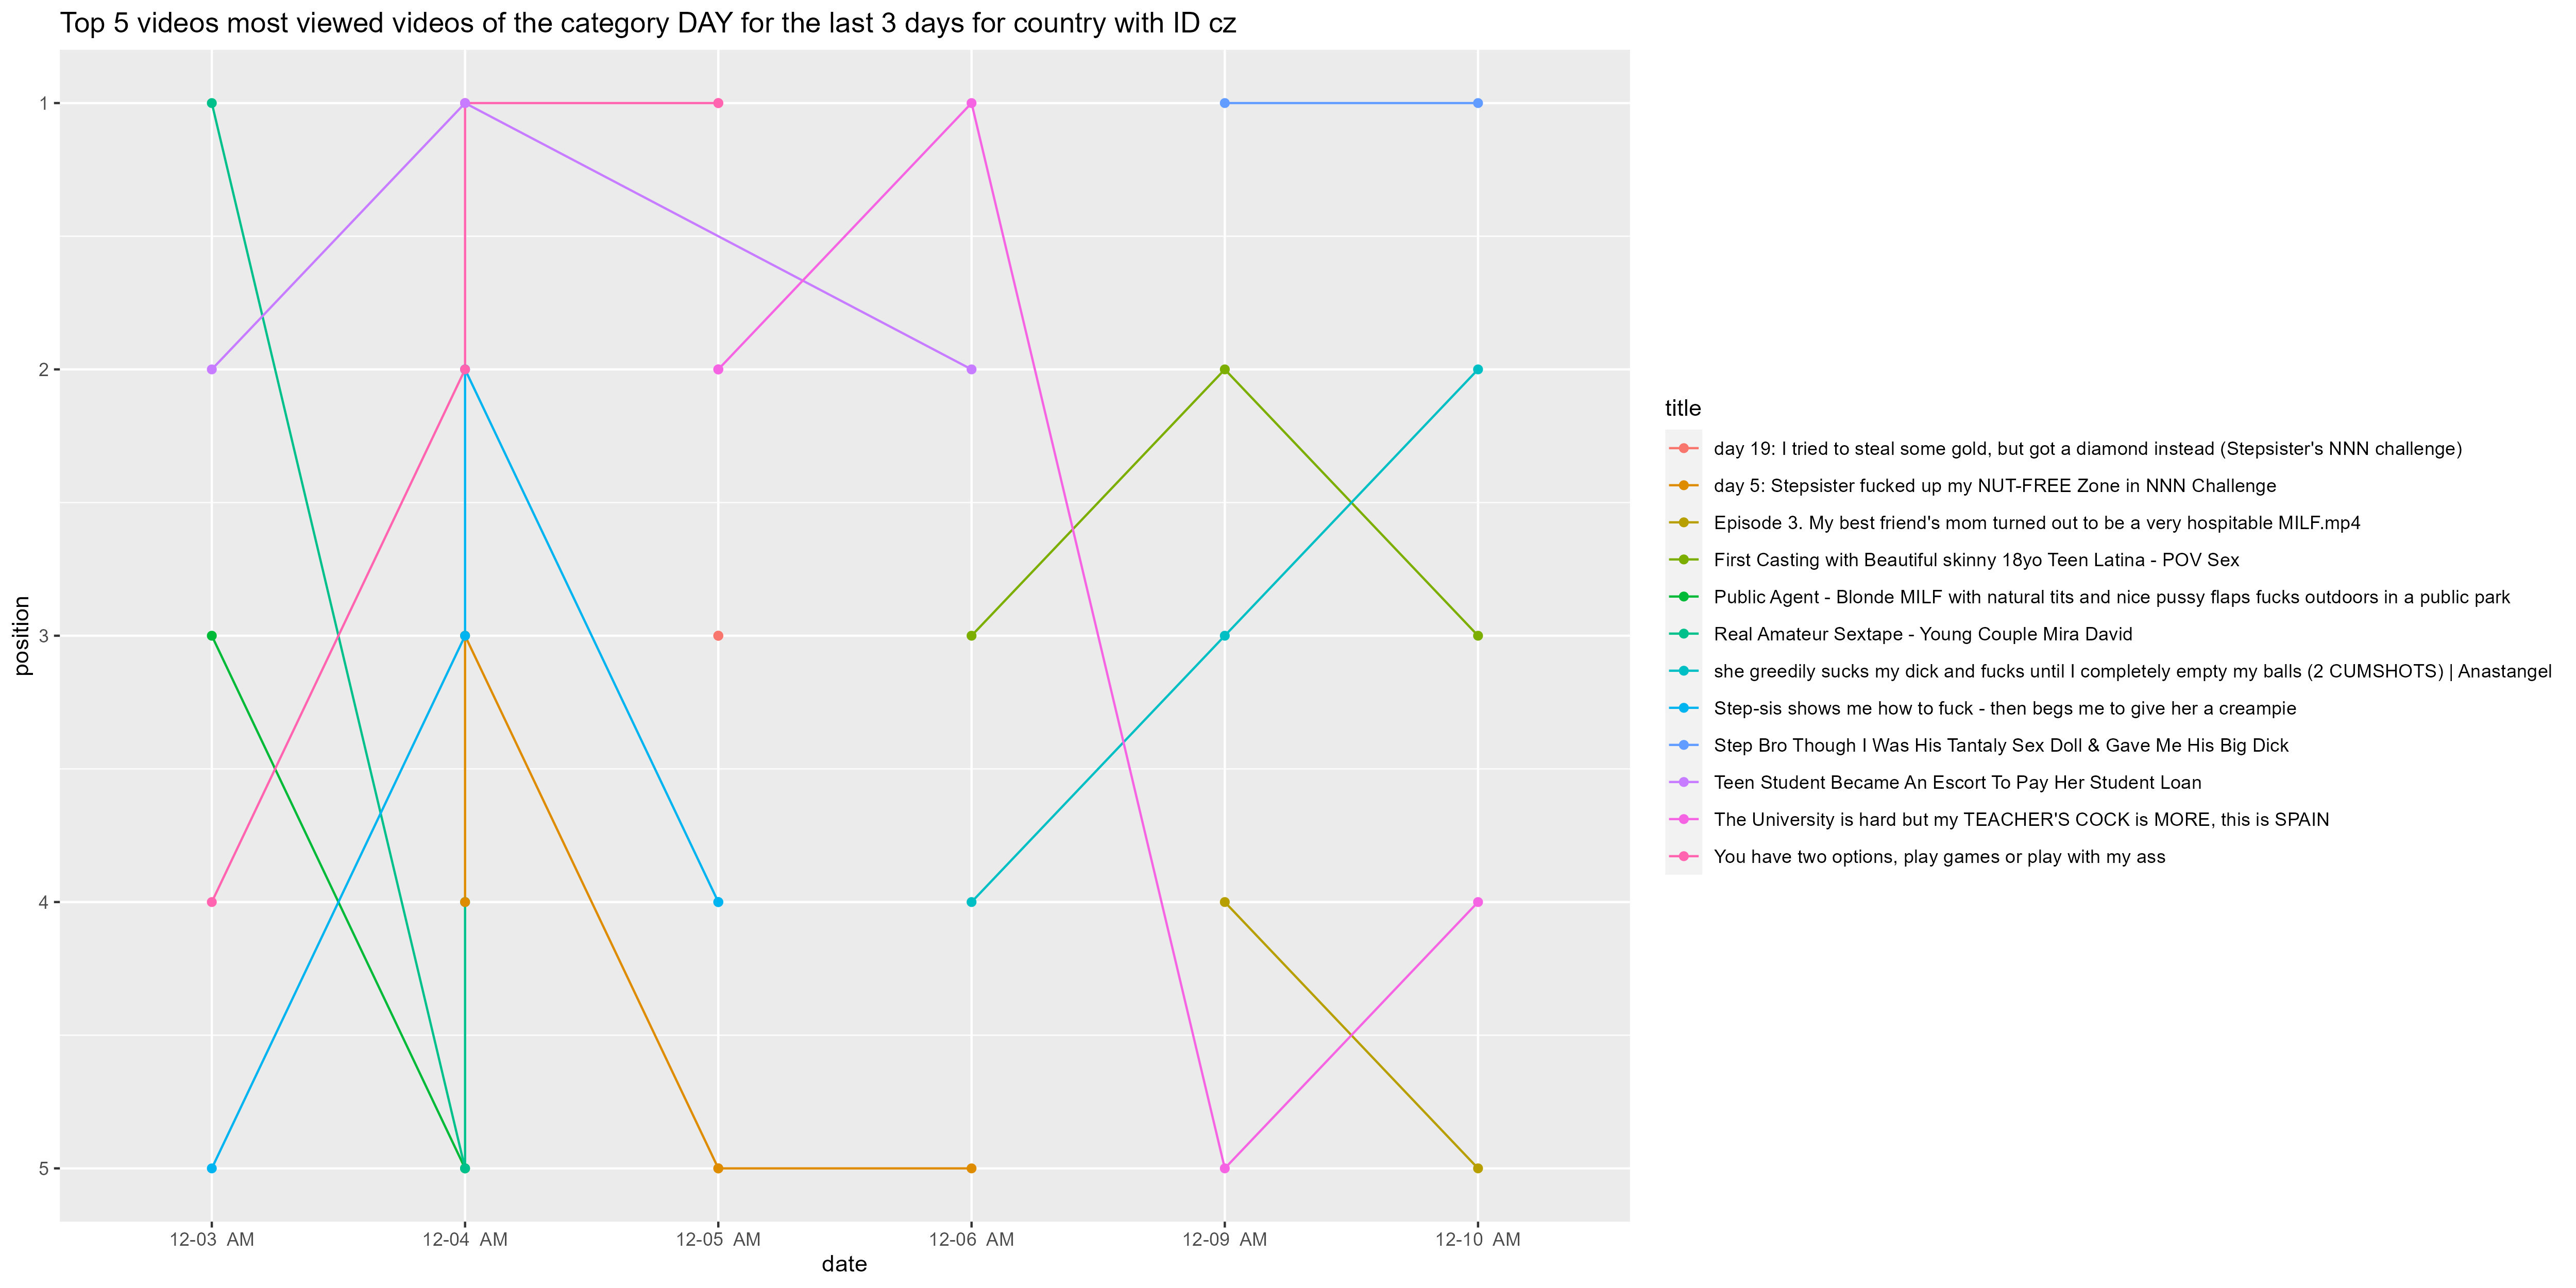 Top 5 videos most viewed videos of the category DAY for the last 3 days for country with ID cz
position
1
2
3
4
5
12-03 AM
12-04 AM
12-05 AM
12-06 AM
12-09 AM
12-10 AM
date
title
day 19: I tried to steal some gold, but got a diamond instead (Stepsister's NNN challenge)
day 5: Stepsister fucked up my NUT-FREE Zone in NNN Challenge
Episode 3. My best friend's mom turned out to be a very hospitable MILF.mp4
First Casting with Beautiful skinny 18yo Teen Latina - POV Sex
Public Agent - Blonde MILF with natural tits and nice pussy flaps fucks outdoors in a public park
Real Amateur Sextape - Young Couple Mira David
she greedily sucks my dick and fucks until I completely empty my balls (2 CUMSHOTS) | Anastangel
Step-sis shows me how to fuck - then begs me to give her a creampie
Step Bro Though I Was His Tantaly Sex Doll & Gave Me His Big Dick
Teen Student Became An Escort To Pay Her Student Loan
The University is hard but my TEACHER'S COCK is MORE, this is SPAIN
You have two options, play games or play with my ass